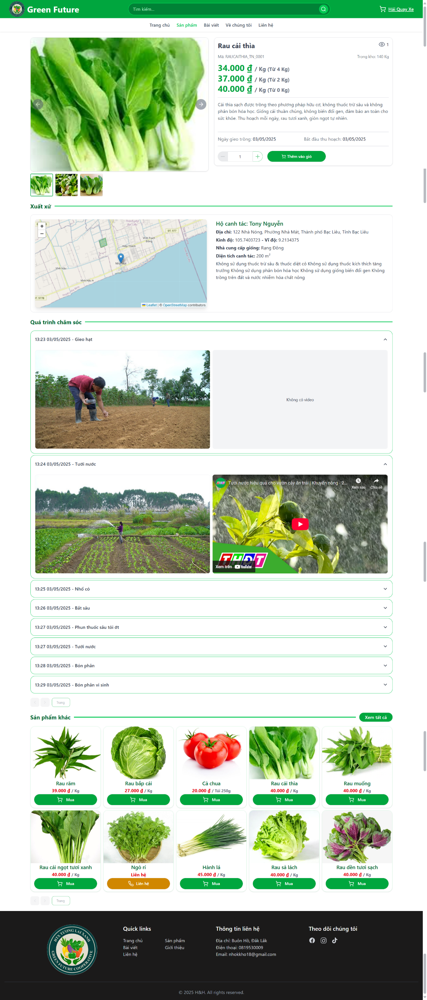 Green Future
Tìm kiếm...
Hải Quay Xe
Trang chủ
Sản phẩm
Bài viết
Về chúng tôi
Liên hệ
Rau cải thìa
1
Mã: RAUCAITHIA_TN_0001
Trong kho: 140 Kg
34.000 ₫ / Kg (Từ 4 Kg)
37.000 ₫ / Kg (Từ 2 Kg)
40.000 ₫ / Kg (Từ 0 Kg)
Cải thìa sạch được trồng theo phương pháp hữu cơ, không thuốc trừ sâu và không
phân bón hóa học. Giống cải thuần chủng, không biến đổi gen, đảm bảo an toàn cho
sức khỏe. Thu hoạch mỗi ngày, rau tươi xanh, giòn ngọt tự nhiên.
Ngày gieo trồng: 03/05/2025
Bắt đầu thu hoạch: 03/05/2025
1
Thêm vào giỏ
Xuất xứ
+
−
Thành phố
Bạc Liêu
ĐT. 977
Vĩnh Trạch
Đông
Hiệp Thành
Nhà Mát
Vĩnh Hậu
Vĩnh Hậu A
Huyện Hòa Bình
ĐT. 977B
Leaflet | © OpenStreetMap contributors
Hộ canh tác: Tony Nguyễn
Địa chỉ: 122 Nhà Nóng, Phường Nhà Mát, Thành phố Bạc Liêu, Tỉnh Bạc Liêu
Kinh độ: 105.7403723 - Vĩ độ: 9.2134375
Nhà cung cấp giống: Rạng Đông
Diện tích canh tác: 200 m²
Không sử dụng thuốc trừ sâu & thuốc diệt cỏ Không sử dụng thuốc kích thích tăng
trưởng Không sử dụng phân bón hóa học Không sử dụng giống biến đổi gen Không
trồng trên đất và nước nhiễm hóa chất nông
Quá trình chăm sóc
13:23 03/05/2025 - Gieo hạt
Không có video
13:24 03/05/2025 - Tưới nước
THĐT
Tưới nước hiệu quả cho vườn cây ăn trái | Khuyến nông - 2...
Xem sau
Chia sẻ
THĐT
Xem trên YouTube
13:25 03/05/2025 - Nhổ cỏ
13:26 03/05/2025 - Bắt sâu
13:27 03/05/2025 - Phun thuốc sâu tỏi ớt
13:27 03/05/2025 - Tưới nước
13:28 03/05/2025 - Bón phân
13:29 03/05/2025 - Bón phân vi sinh
Trang
Sản phẩm khác
Xem tất cả
Rau răm
39.000 ₫ / Kg
Mua
Rau bắp cải
27.000 ₫ / Kg
Mua
Cà chua
20.000 ₫ / Túi 250g
Mua
Rau cải thìa
40.000 ₫ / Kg
Mua
Rau muống
40.000 ₫ / Kg
Mua
Rau cải ngọt tươi xanh
40.000 ₫ / Kg
Mua
Ngò rí
Liên hệ
Liên hệ
Hành lá
45.000 ₫ / Kg
Mua
Rau sà lách
40.000 ₫ / Kg
Mua
Rau dền tươi sạch
40.000 ₫ / Kg
Mua
Trang
HTX TƯƠNG LAI XANH
GREEN FUTURE COOPERATIVE
Quick links
Trang chủ
Sản phẩm
Bài viết
Giới thiệu
Liên hệ
Thông tin liên hệ
Địa chỉ: Buôn Hồ, Đắk Lắk
Điện thoại: 0819530009
Email: nhokkho18@gmail.com
Theo dõi chúng tôi
© 2025 H&H. All rights reserved.